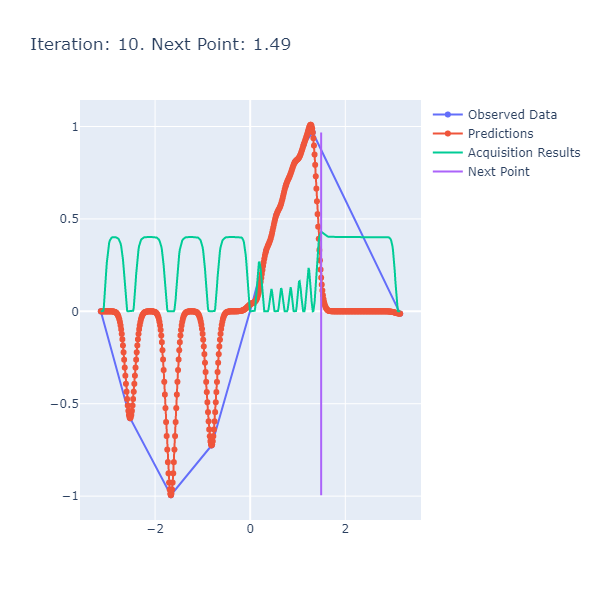 Iteration: 10. Next Point: 1.49
Observed Data
Predictions
Acquisition Results
Next Point
1
0.5
0
−0.5
−1
−2
0
2